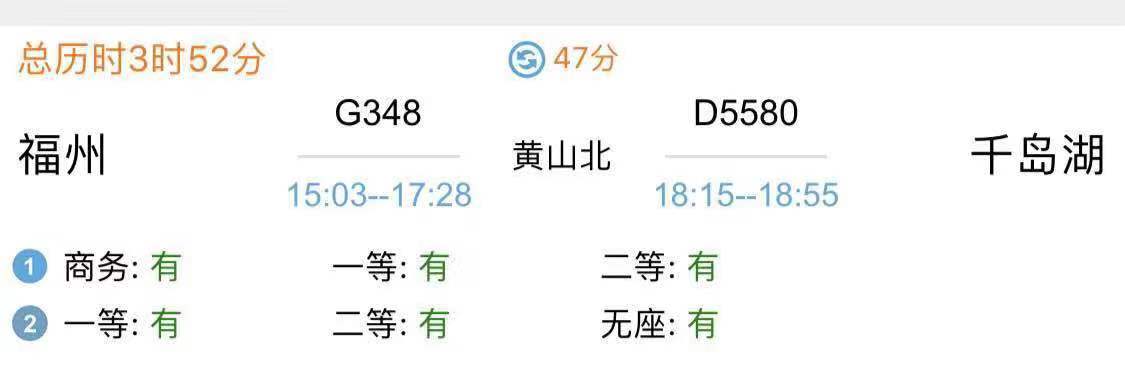 总历时3时52分 47分
G348 D5580
福州 黄山北 千岛湖
15:03--17:28 18:15--18:55
1 商务: 有 一等: 有 二等: 有
2 一等: 有 二等: 有 无座: 有